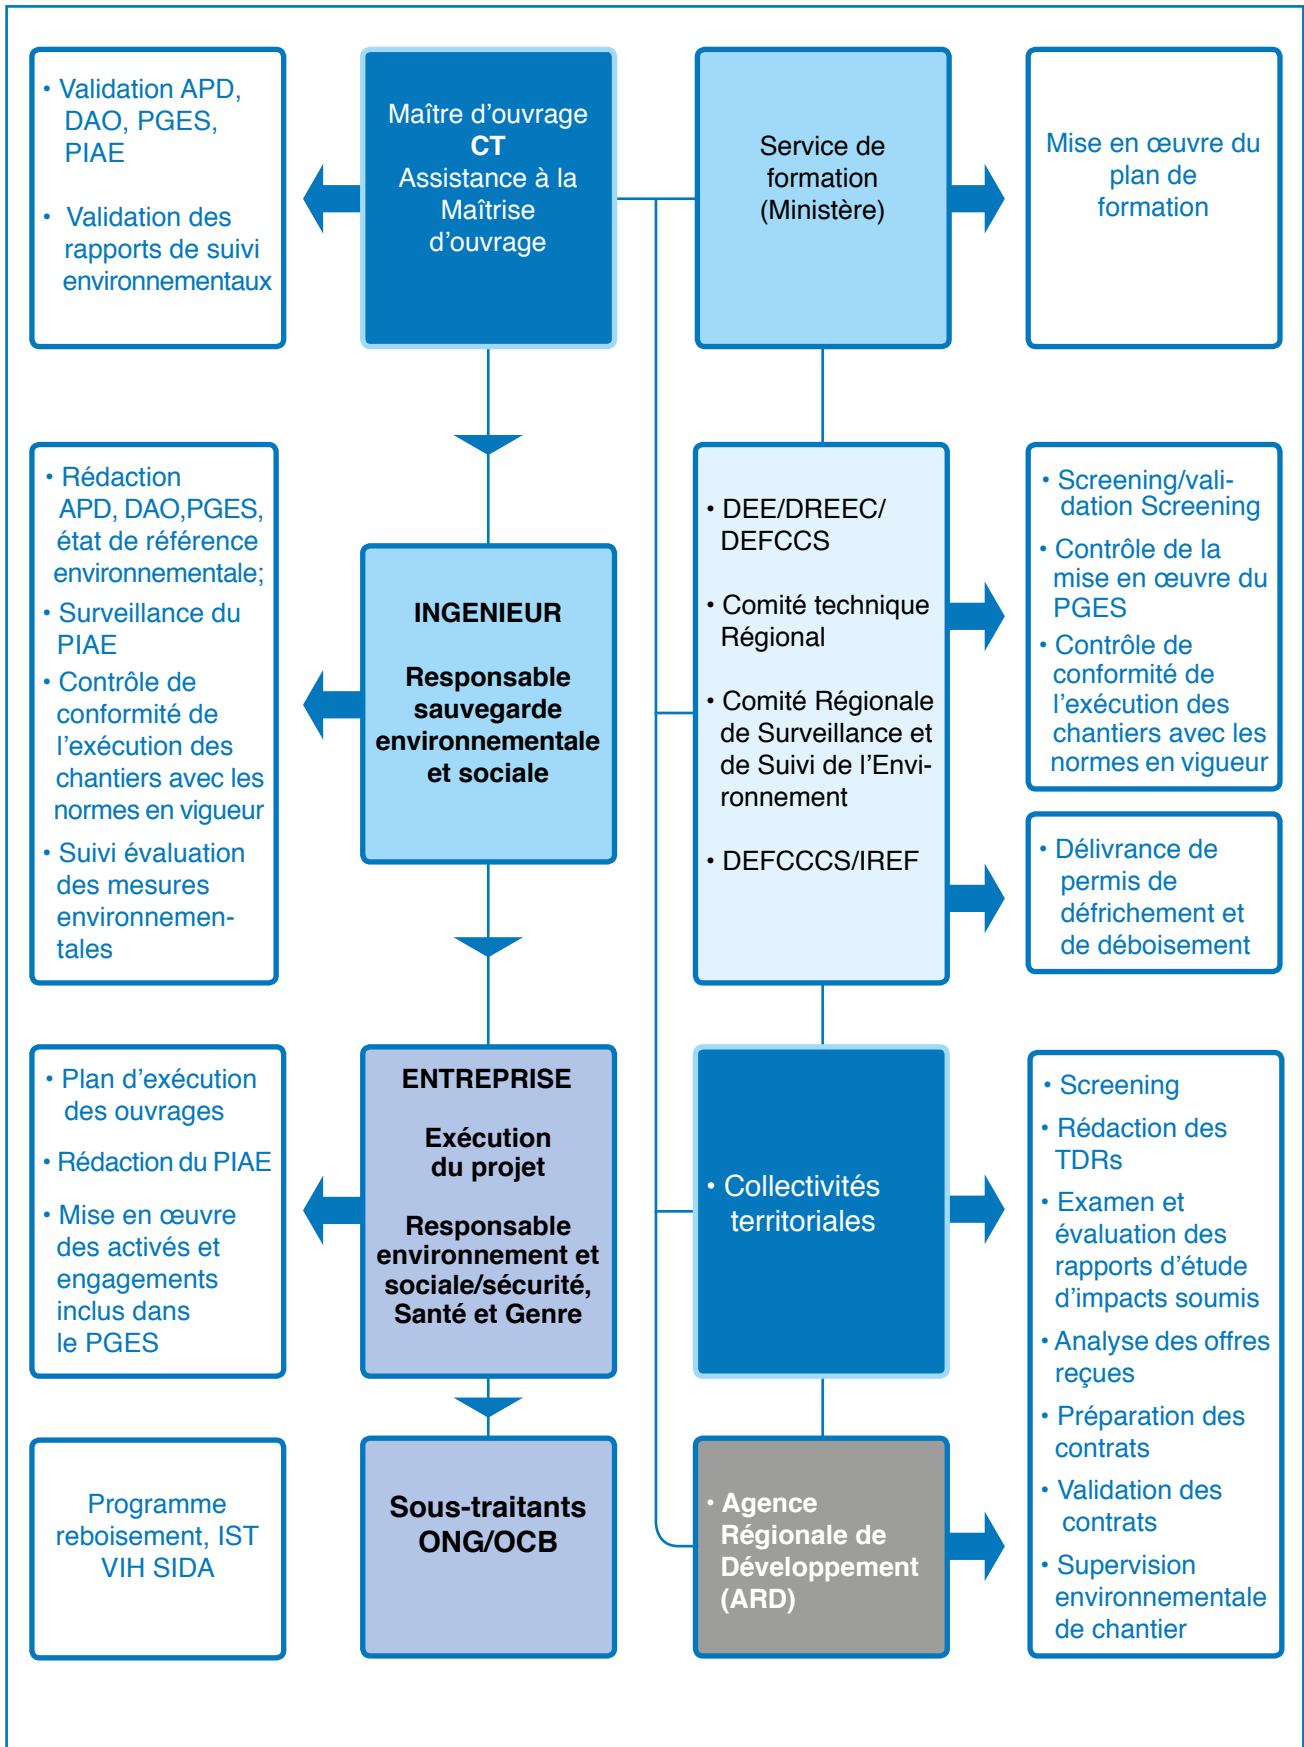 • Validation APD,
DAO, PGES,
PIAE
• Validation des
rapports de suivi
environnementaux
Maître d'ouvrage
CT
Assistance à la
Maîtrise
d'ouvrage
Service de
formation
(Ministère)
Mise en œuvre du
plan de
formation
• Rédaction
APD, DAO,PGES,
état de référence
environnementale;
• Surveillance du
PIAE
• Contrôle de
conformité de
l'exécution des
chantiers avec les
normes en vigueur
• Suivi évaluation
des mesures
environnemen-
tales
INGENIEUR
Responsable
sauvegarde
environnementale
et sociale
• DEE/DREEC/
DEFCCS
• Comité technique
Régional
• Comité Régionale
de Surveillance et
de Suivi de l'Envi-
ronnement
• DEFCCCS/IREF
• Screening/vali-
dation Screening
• Contrôle de la
mise en œuvre du
PGES
• Contrôle de
conformité de
l'exécution des
chantiers avec les
normes en vigueur
• Délivrance de
permis de
défrichement et
de déboisement
• Plan d'exécution
des ouvrages
• Rédaction du PIAE
• Mise en œuvre
des activés et
engagements
inclus dans
le PGES
ENTREPRISE
Exécution
du projet
Responsable
environnement et
sociale/sécurité,
Santé et Genre
• Collectivités
territoriales
• Screening
• Rédaction des
TDRs
• Examen et
évaluation des
rapports d'étude
d'impacts soumis
• Analyse des offres
reçues
• Préparation des
contrats
• Validation des
contrats
• Supervision
environnementale
de chantier
Programme
reboisement, IST
VIH SIDA
Sous-traitants
ONG/OCB
• Agence
Régionale de
Développement
(ARD)